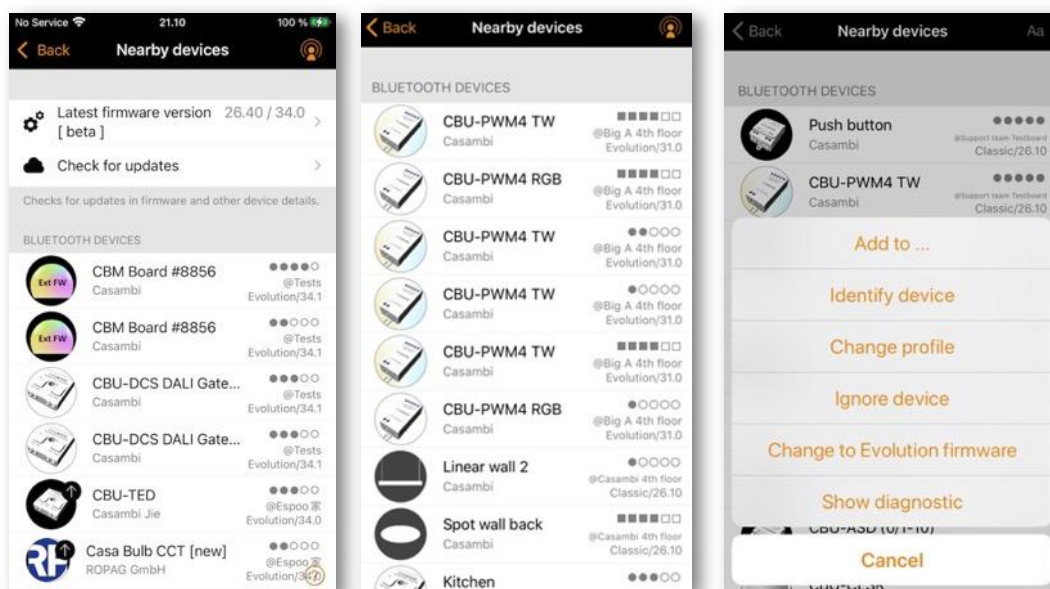 No Service 21.10 100 %
Back Nearby devices
Latest firmware version 26.40 / 34.0
[ beta ]
Check for updates
Checks for updates in firmware and other device details.
BLUETOOTH DEVICES
Ext FW
CBM Board #8856
Casambi
@Tests
Evolution/34.1
Ext FW
CBM Board #8856
Casambi
@Tests
Evolution/34.1
CBU-DCS DALI Gate...
Casambi
@Tests
Evolution/34.1
CBU-DCS DALI Gate...
Casambi
@Tests
Evolution/34.1
CBU-TED
Casambi Jie
@Espoo 家
Evolution/34.0
Casa Bulb CCT [new]
ROPAG GmbH
@Espoo 家
Back Nearby devices
BLUETOOTH DEVICES
CBU-PWM4 TW
Casambi
@Big A 4th floor
Evolution/31.0
CBU-PWM4 RGB
Casambi
@Big A 4th floor
Evolution/31.0
CBU-PWM4 TW
Casambi
@Big A 4th floor
Evolution/31.0
CBU-PWM4 TW
Casambi
@Big A 4th floor
Evolution/31.0
CBU-PWM4 TW
Casambi
@Big A 4th floor
Evolution/31.0
CBU-PWM4 RGB
Casambi
@Big A 4th floor
Evolution/31.0
Linear wall 2
Casambi
@Casambi 4th floor
Classic/26.10
Spot wall back
Casambi
@Casambi 4th floor
Classic/26.10
Kitchen
Back Nearby devices Aa
BLUETOOTH DEVICES
Push button
Casambi
@Support team Testboard
Classic/26.10
CBU-PWM4 TW
Casambi
@Support team Testboard
Classic/26.10
Add to ...
Identify device
Change profile
Ignore device
Change to Evolution firmware
Show diagnostic
CBU-ASD (0/1-10)
Cancel